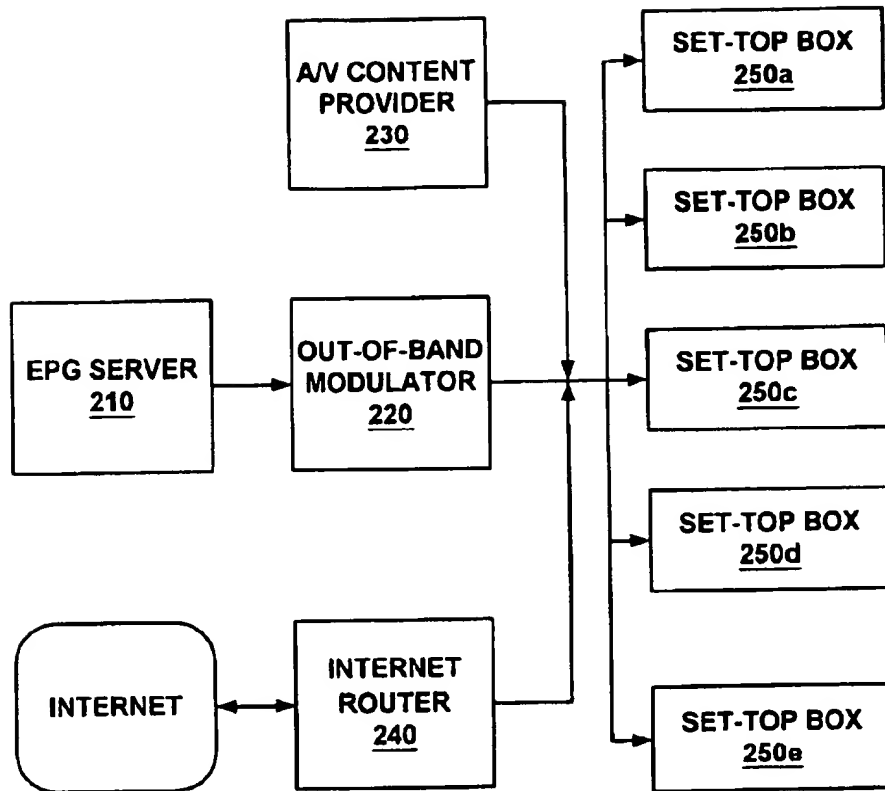 A/V CONTENT
PROVIDER
230
SET-TOP BOX
250a
SET-TOP BOX
250b
EPG SERVER
210
OUT-OF-BAND
MODULATOR
220
SET-TOP BOX
250c
SET-TOP BOX
250d
INTERNET
INTERNET
ROUTER
240
SET-TOP BOX
250e